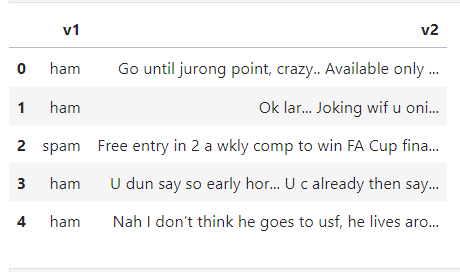 v1 v2
0 ham Go until jurong point, crazy.. Available only ...
1 ham Ok lar... Joking wif u oni...
2 spam Free entry in 2 a wkly comp to win FA Cup fina...
3 ham U dun say so early hor... U c already then say...
4 ham Nah I don't think he goes to usf, he lives aro...